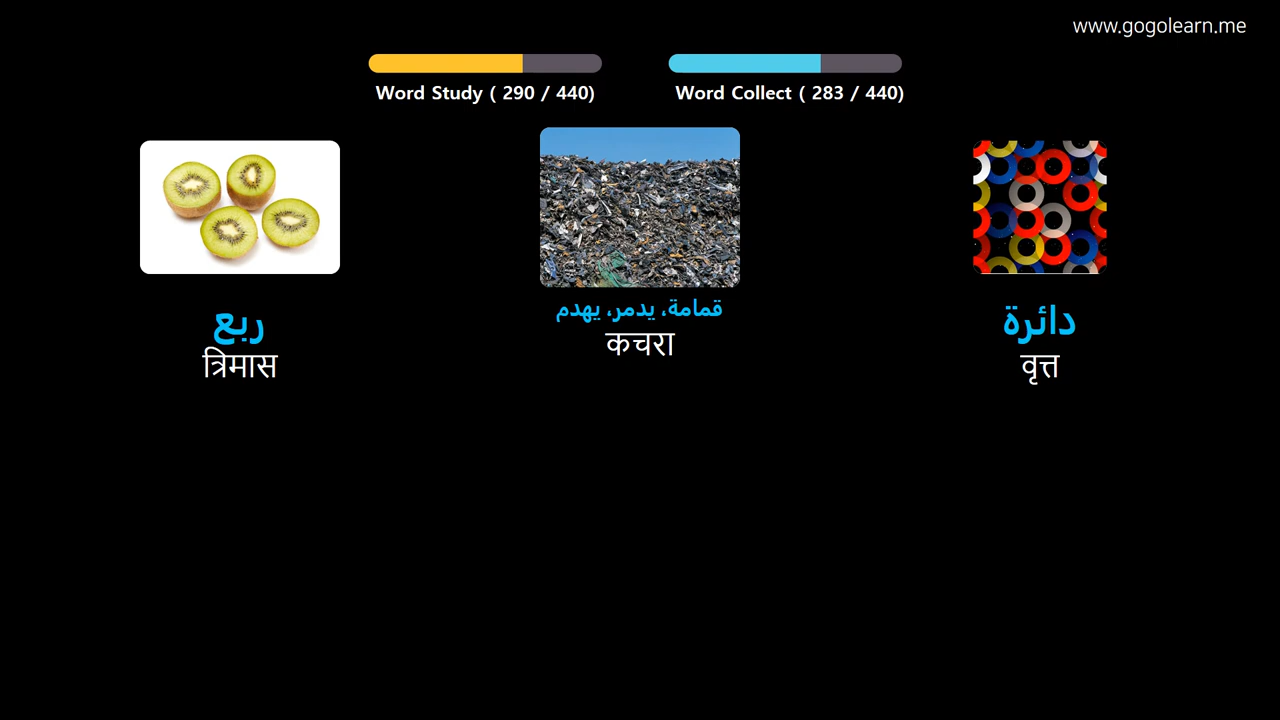 www.gogolearn.me
Word Study ( 290 / 440)
Word Collect ( 283 / 440)
ربع
त्रिमास
قمامة، يدمر، يهدم
कचरा
دائرة
वृत्त